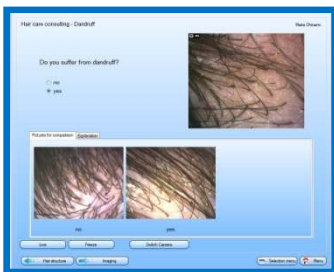 Hair care consulting - Dandruff
Do you suffer from dandruff?
no
yes
Pictures for comparison Explanation
no yes
Live Freeze Switch Camera
Hair structure Imaging Selection menu Menu